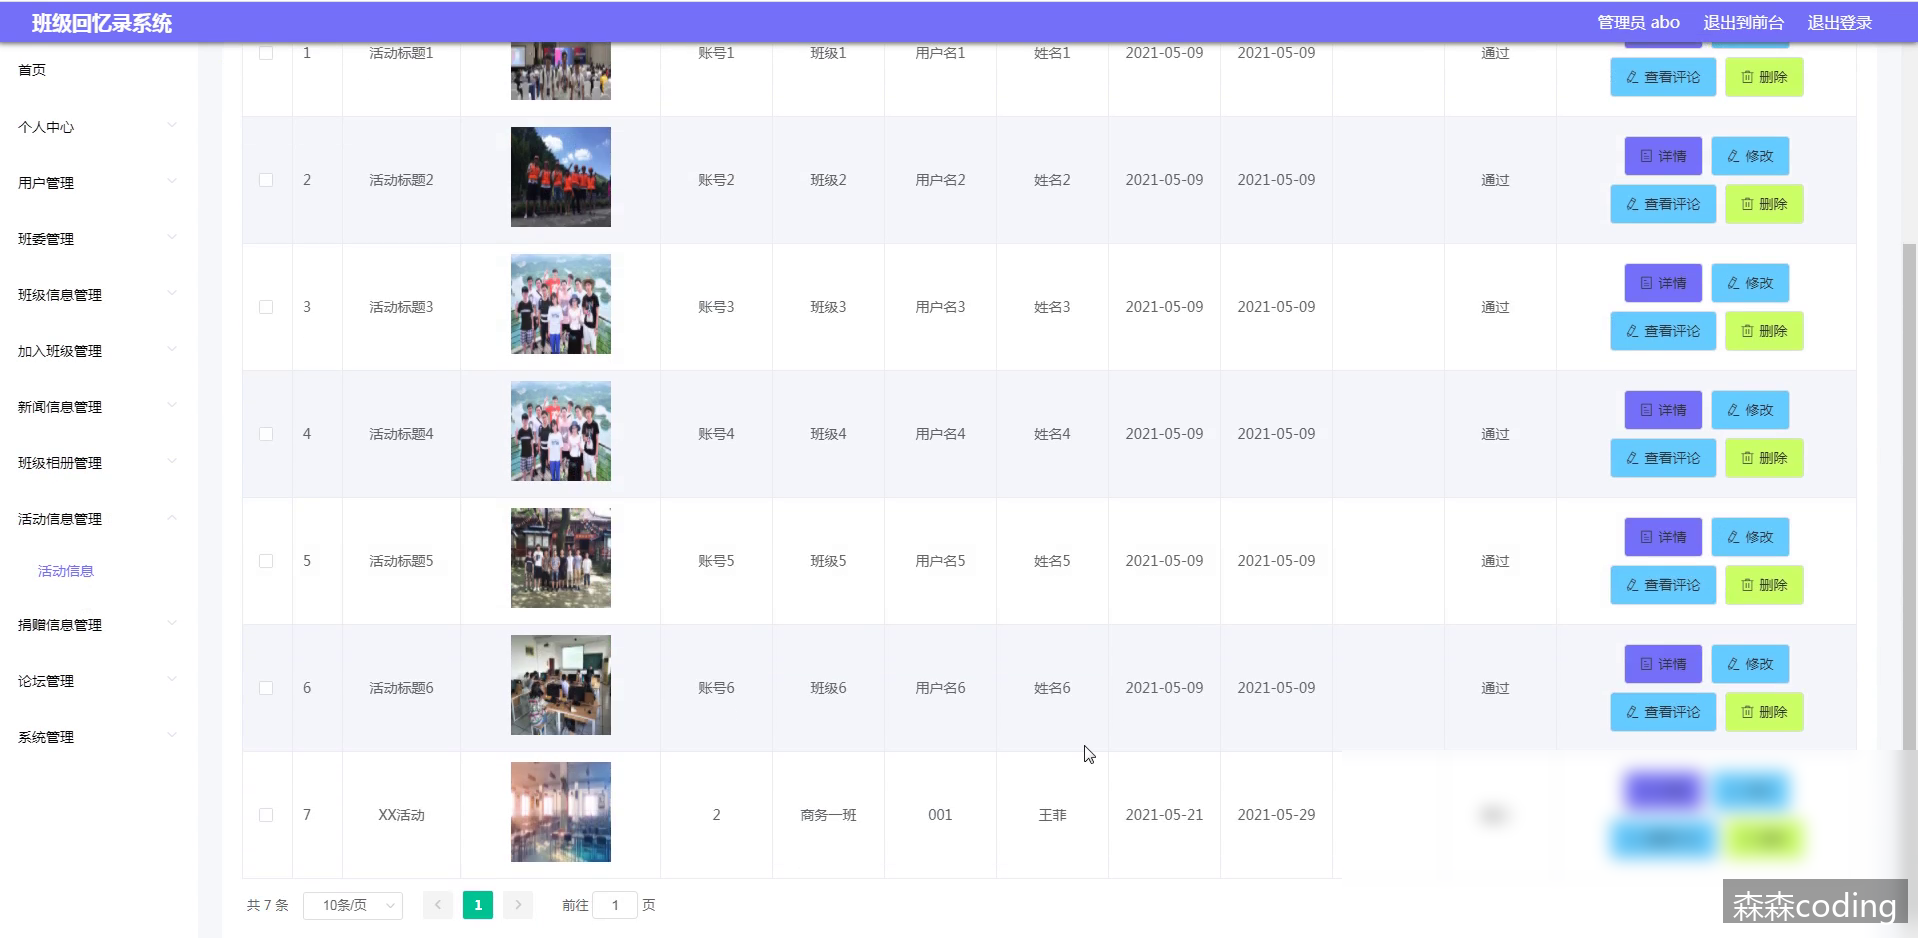 班级回忆录系统 管理员 abo 退出到前台 退出登录
首页
个人中心
用户管理
班委管理
班级信息管理
加入班级管理
新闻信息管理
班级相册管理
活动信息管理
活动信息
捐赠信息管理
论坛管理
系统管理
1 活动标题1 账号1 班级1 用户名1 姓名1 2021-05-09 2021-05-09 通过
查看评论 删除
详情 修改
2 活动标题2 账号2 班级2 用户名2 姓名2 2021-05-09 2021-05-09 通过
查看评论 删除
详情 修改
3 活动标题3 账号3 班级3 用户名3 姓名3 2021-05-09 2021-05-09 通过
查看评论 删除
详情 修改
4 活动标题4 账号4 班级4 用户名4 姓名4 2021-05-09 2021-05-09 通过
查看评论 删除
详情 修改
5 活动标题5 账号5 班级5 用户名5 姓名5 2021-05-09 2021-05-09 通过
查看评论 删除
详情 修改
6 活动标题6 账号6 班级6 用户名6 姓名6 2021-05-09 2021-05-09 通过
查看评论 删除
7 XX活动 2 商务一班 001 王菲 2021-05-21 2021-05-29
共 7 条 10条/页 1 前往 1 页
森森coding